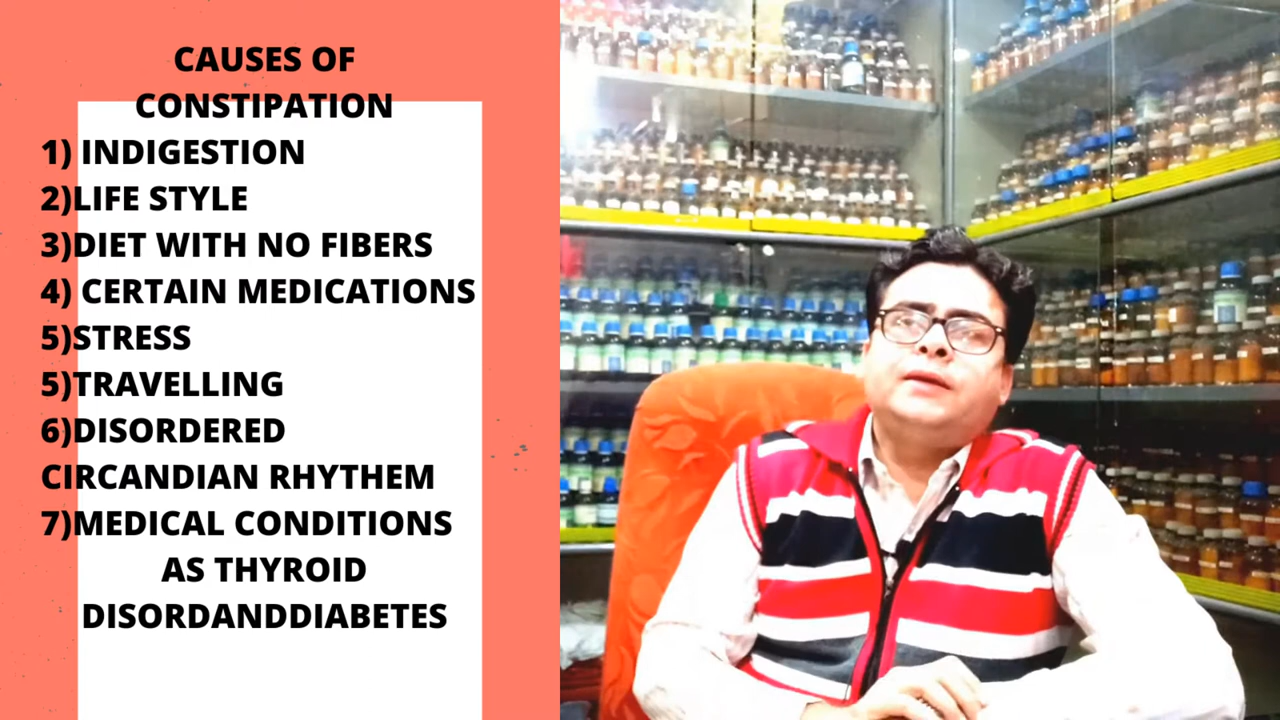 CAUSES OF
CONSTIPATION
1) INDIGESTION
2)LIFE STYLE
3)DIET WITH NO FIBERS
4) CERTAIN MEDICATIONS
5)STRESS
5)TRAVELLING
6)DISORDERED
CIRCANDIAN RHYTHEM
7)MEDICAL CONDITIONS
AS THYROID
DISORDANDDIABETES